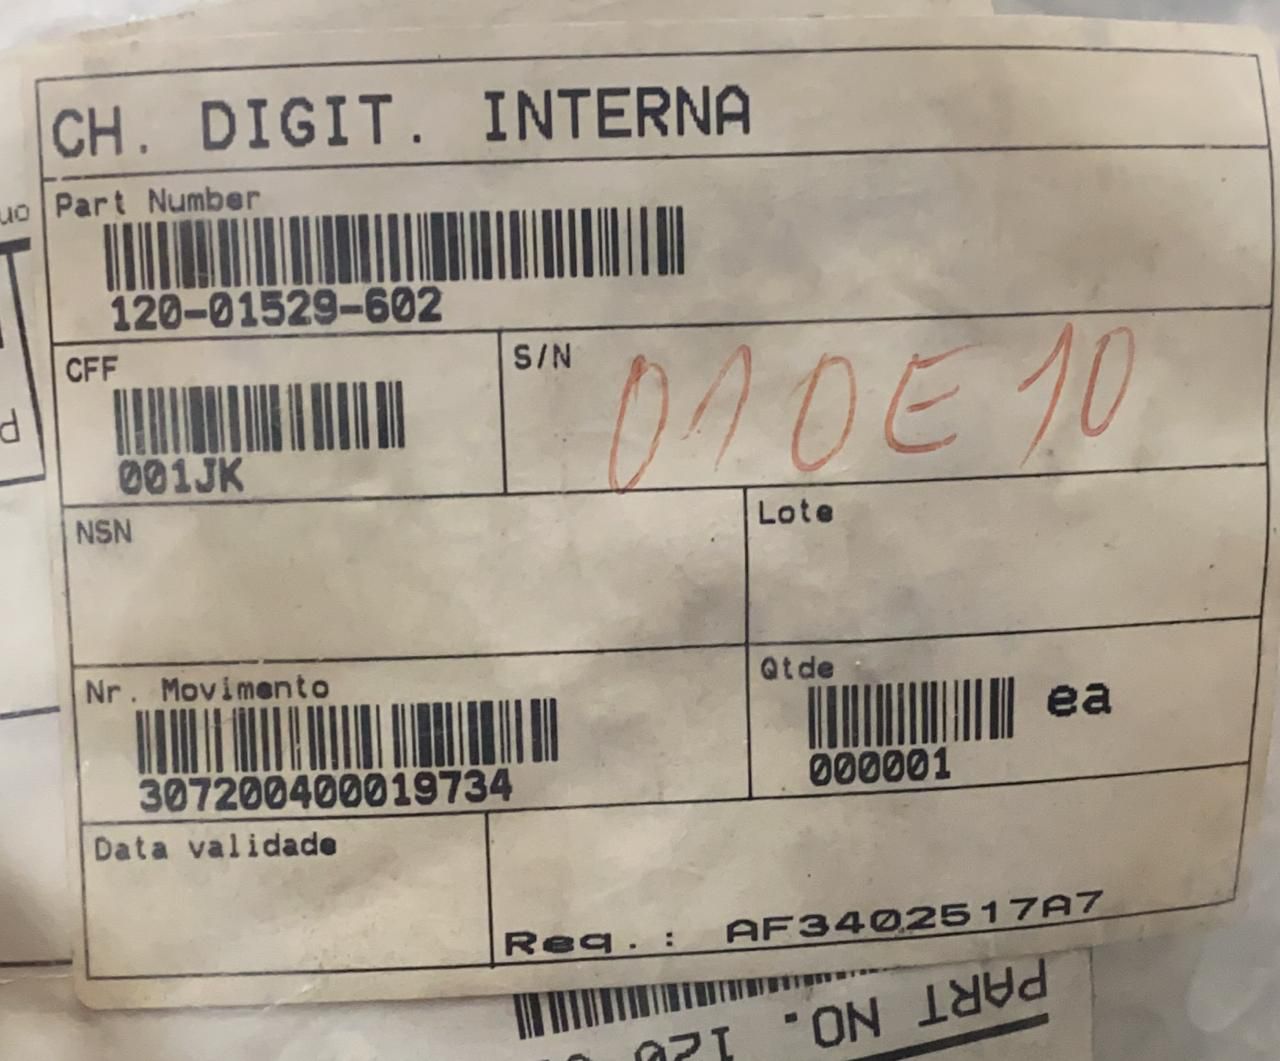 CH. DIGIT. INTERNA
Part Number
120-01529-602
CFF
001JK
S/N 010E10
NSN
Lote
Nr. Movimento
307200400019734
Qtde
ea
000001
Data validade
Req.: AF3402517A7
PART NO. 120